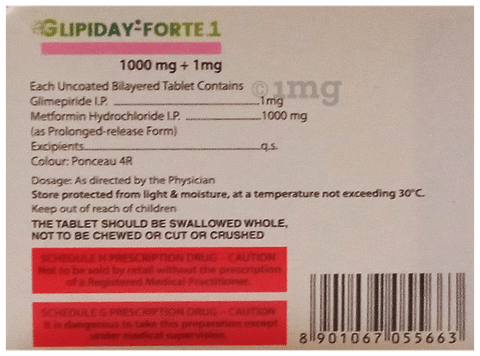 GLIPIDAY-FORTE 1
1000 mg + 1mg
Each Uncoated Bilayered Tablet Contains
Glimepiride I.P. ........................................1mg
Metformin Hydrochloride I.P. ......................1000 mg
(as Prolonged-release Form)
Excipients..................................................q.s.
Colour: Ponceau 4R
1mg
Dosage: As directed by the Physician
Store protected from light & moisture, at a temperature not exceeding 30°C.
Keep out of reach of children
THE TABLET SHOULD BE SWALLOWED WHOLE,
NOT TO BE CHEWED OR CUT OR CRUSHED
SCHEDULE H PRESCRIPTION DRUG - CAUTION
Not to be sold by retail without the prescription
of a Registered Medical Practitioner.
SCHEDULE G PRESCRIPTION DRUG - CAUTION
It is dangerous to take this preparation except
under medical supervision.
8 901067 055663